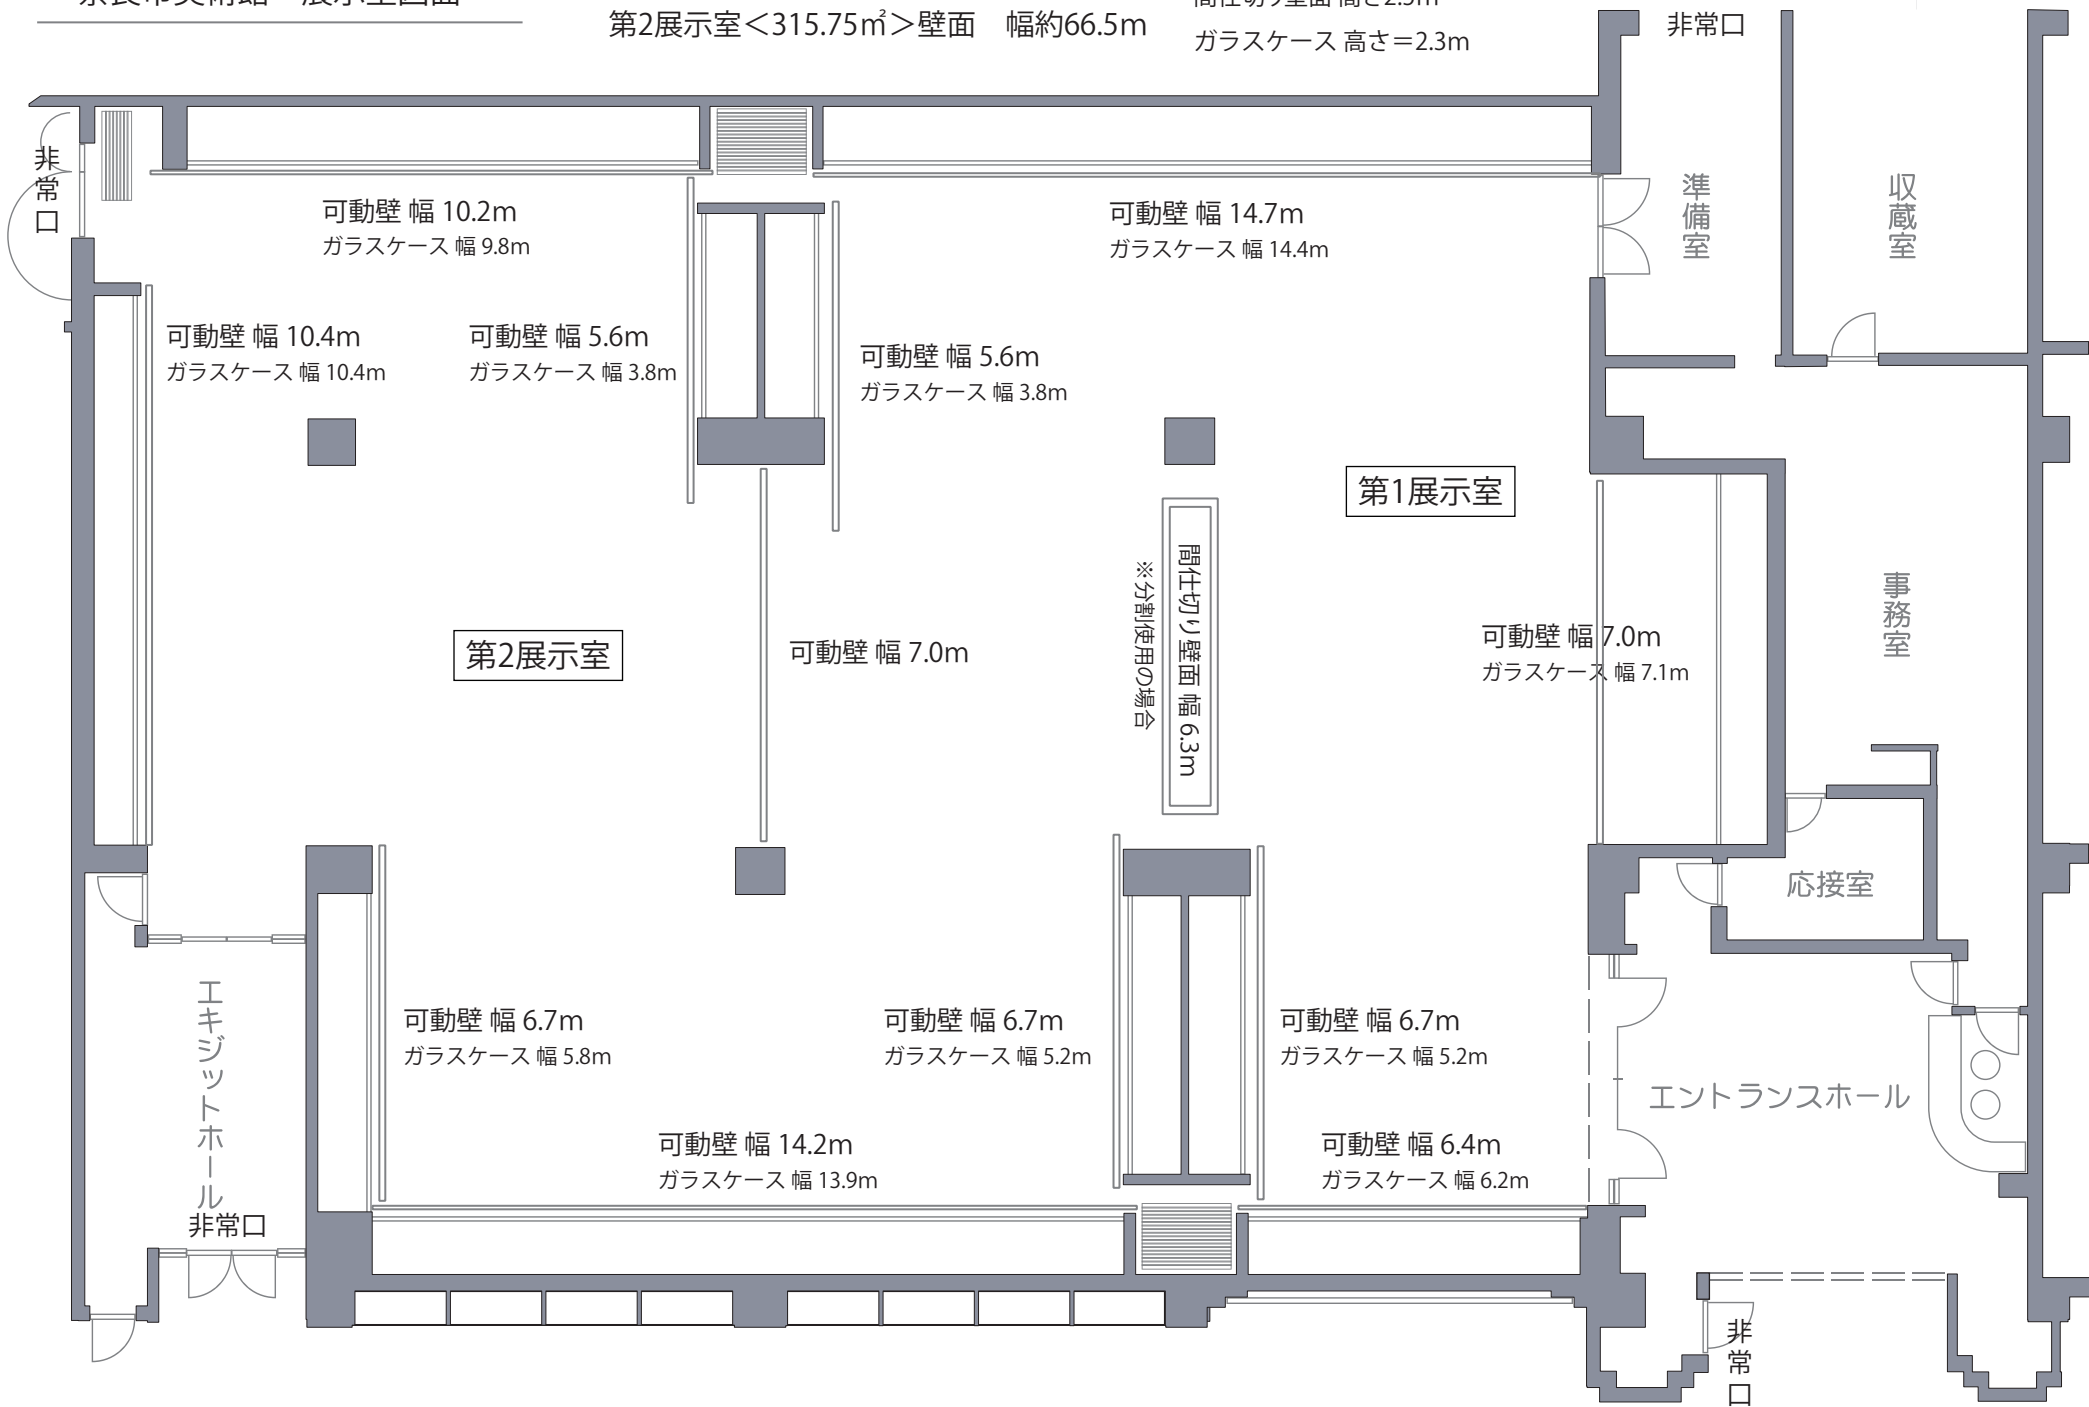 第2展示室<315.75㎡>壁面　幅約66.5m
ガラスケース 高さ=2.3m
非常口
非常口
可動壁 幅 10.2m
ガラスケース 幅 9.8m
可動壁 幅 14.7m
ガラスケース 幅 14.4m
準備室
収蔵室
可動壁 幅 10.4m
ガラスケース 幅 10.4m
可動壁 幅 5.6m
ガラスケース 幅 3.8m
可動壁 幅 5.6m
ガラスケース 幅 3.8m
第1展示室
間仕切り壁面 幅 6.3m
※分割使用の場合
事務室
第2展示室
可動壁 幅 7.0m
可動壁 幅 7.0m
ガラスケース 幅 7.1m
応接室
エキジットホール
非常口
可動壁 幅 6.7m
ガラスケース 幅 5.8m
可動壁 幅 6.7m
ガラスケース 幅 5.2m
可動壁 幅 6.7m
ガラスケース 幅 5.2m
エントランスホール
可動壁 幅 14.2m
ガラスケース 幅 13.9m
可動壁 幅 6.4m
ガラスケース 幅 6.2m
非常口